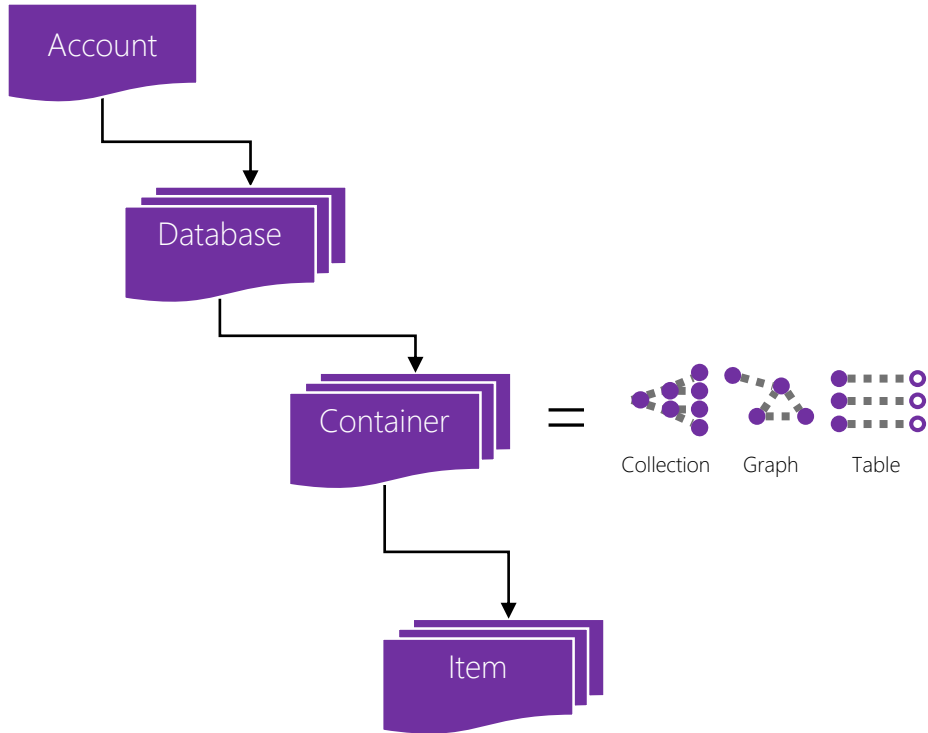 Account
Database
Container
=
Collection
Graph
Table
Item